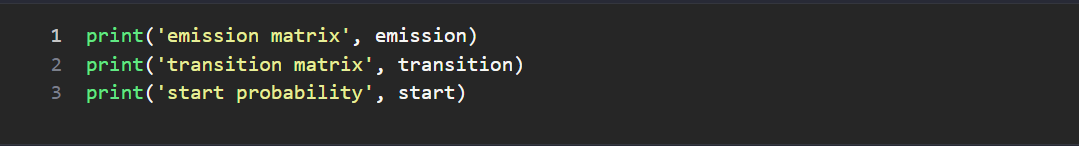 1 print('emission matrix', emission)
2 print('transition matrix', transition)
3 print('start probability', start)